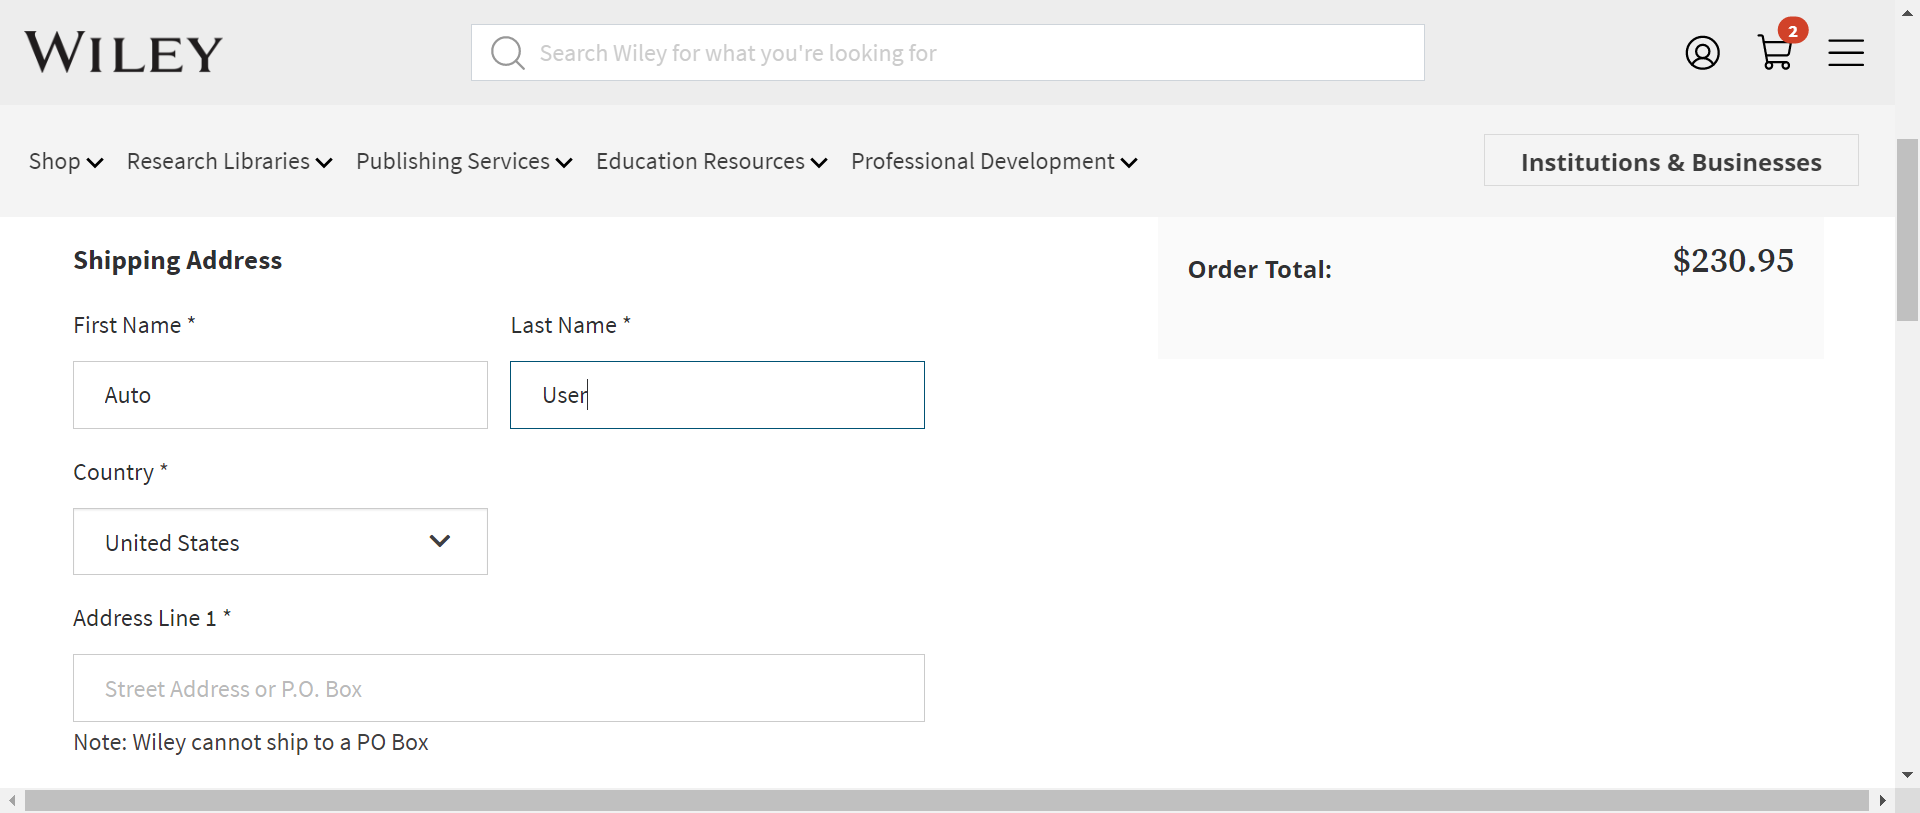 WILEY
Search Wiley for what you're looking for
2
Shop
Research Libraries
Publishing Services
Education Resources
Professional Development
Institutions & Businesses
Shipping Address
First Name *
Last Name *
Auto
User
Country *
United States
Address Line 1 *
Street Address or P.O. Box
Note: Wiley cannot ship to a PO Box
Order Total:
$230.95